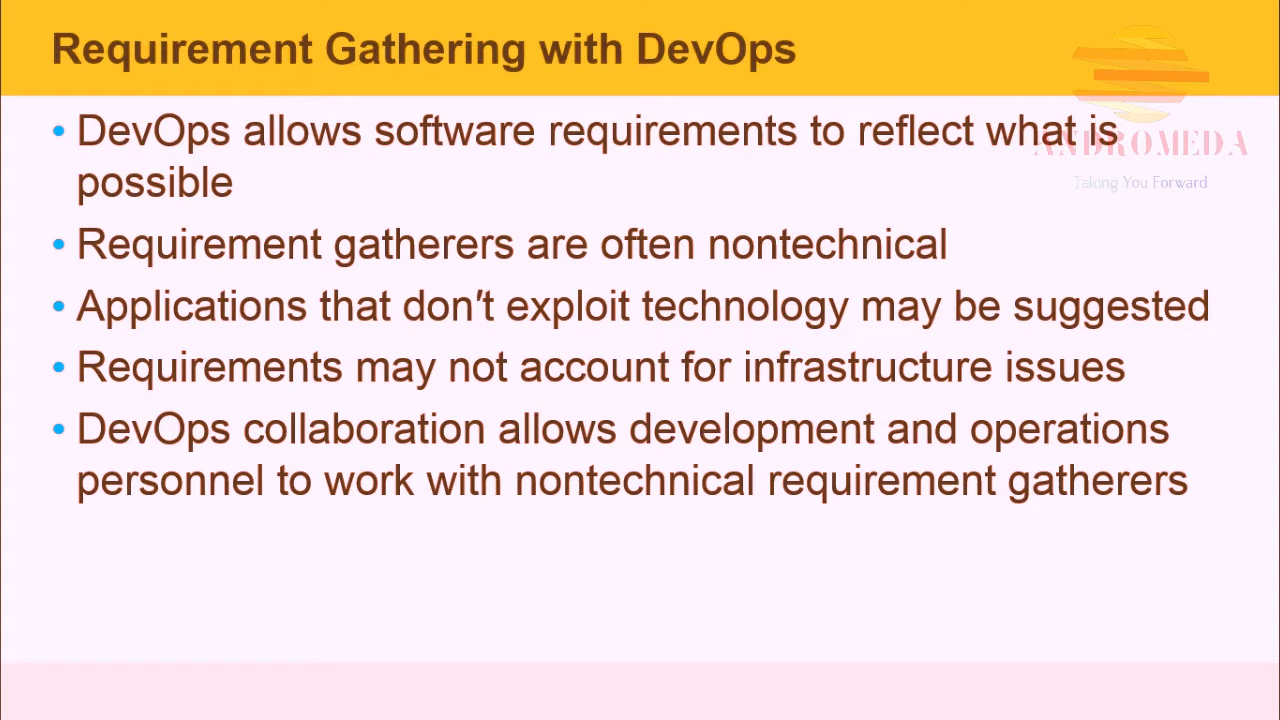 Requirement Gathering with DevOps
• DevOps allows software requirements to reflect what is
possible
• Requirement gatherers are often nontechnical
• Applications that don't exploit technology may be suggested
• Requirements may not account for infrastructure issues
• DevOps collaboration allows development and operations
personnel to work with nontechnical requirement gatherers
ANDROMEDA
Taking You Forward